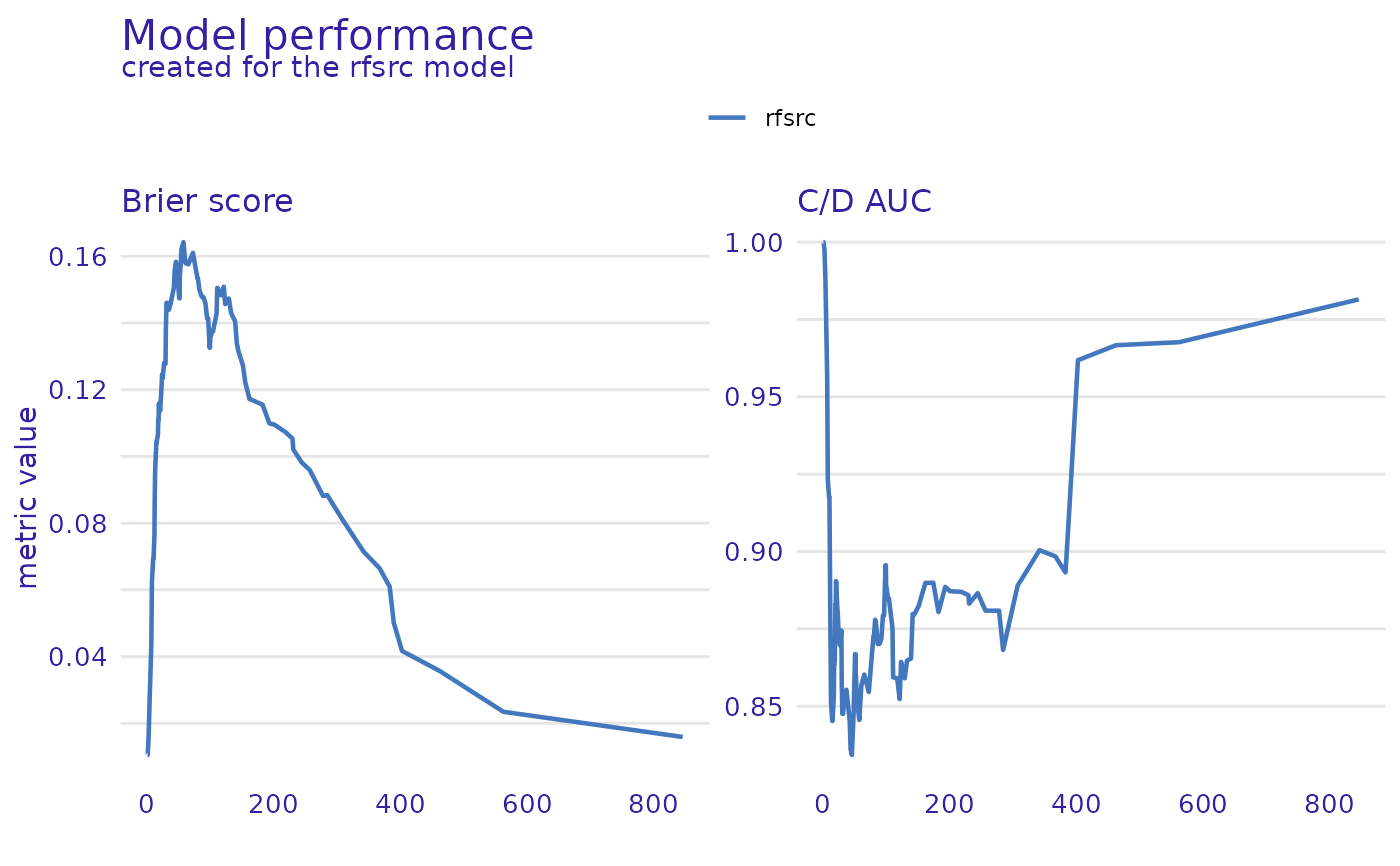 Model performance
created for the rfsrc model
rfsrc
Brier score
metric value
0.16
0.12
0.08
0.04
0 200 400 600 800
C/D AUC
1.00
0.95
0.90
0.85
0 200 400 600 800